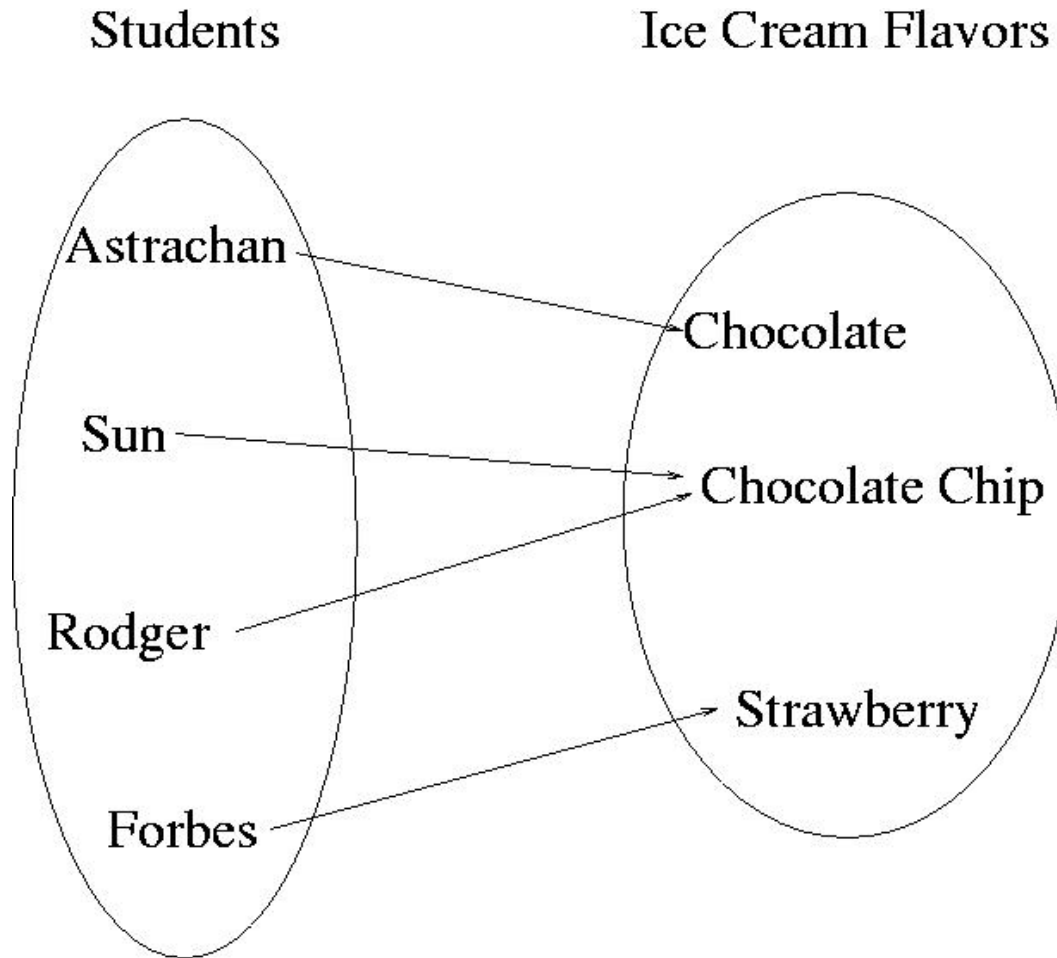 Students
Ice Cream Flavors
Astrachan
Chocolate
Sun
Chocolate Chip
Rodger
Strawberry
Forbes